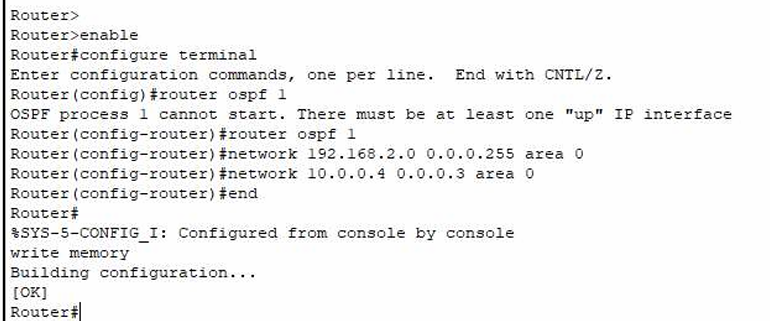 Router>
Router>enable
Router#configure terminal
Enter configuration commands, one per line.  End with CNTL/Z.
Router(config)#router ospf 1
OSPF process 1 cannot start. There must be at least one "up" IP interface
Router(config-router)#router ospf 1
Router(config-router)#network 192.168.2.0 0.0.0.255 area 0
Router(config-router)#network 10.0.0.4 0.0.0.3 area 0
Router(config-router)#end
Router#
%SYS-5-CONFIG_I: Configured from console by console
write memory
Building configuration...
[OK]
Router#